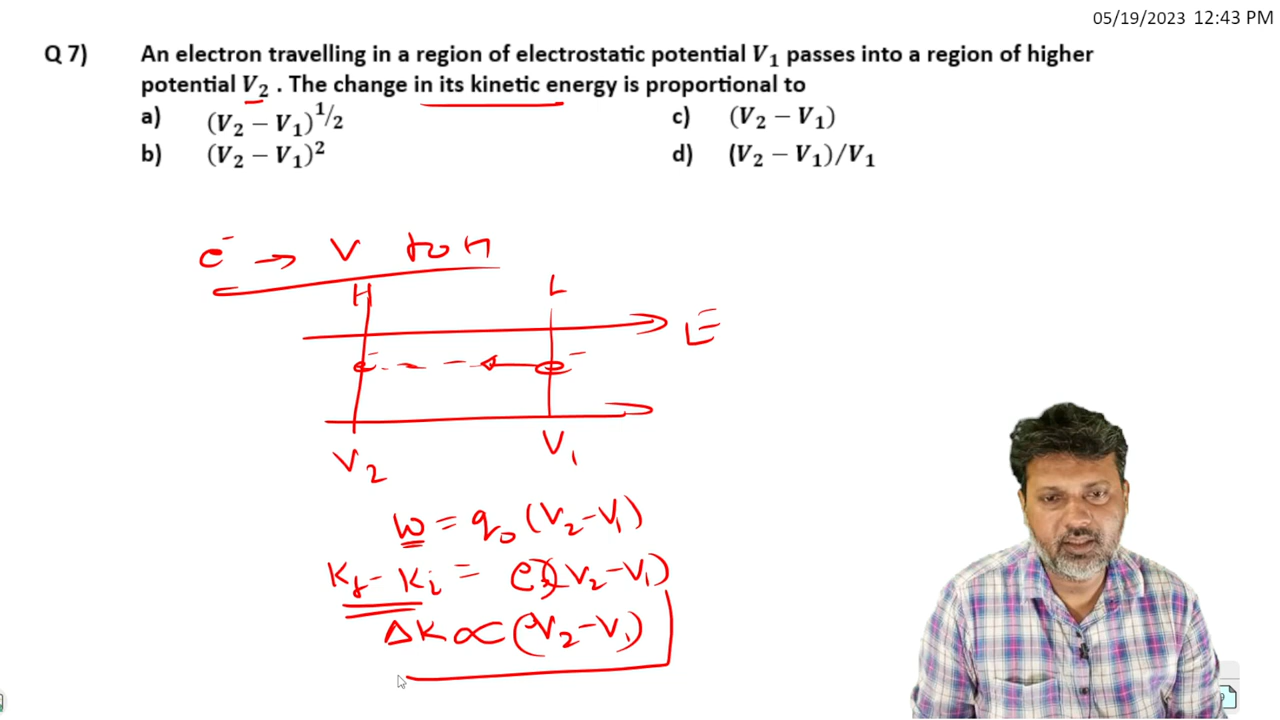 05/19/2023 12:43 PM
Q 7) An electron travelling in a region of electrostatic potential V₁ passes into a region of higher
potential V₂ . The change in its kinetic energy is proportional to
a) (V₂ − V₁)^1/2 c) (V₂ − V₁)
b) (V₂ − V₁)² d) (V₂ − V₁)/V₁
e⁻ → V to H
H L
E
e⁻ e⁻
V₂ V₁
W = q₀ (V₂−V₁)
K_f − K_i = e (V₂−V₁)
ΔK ∝ (V₂−V₁)